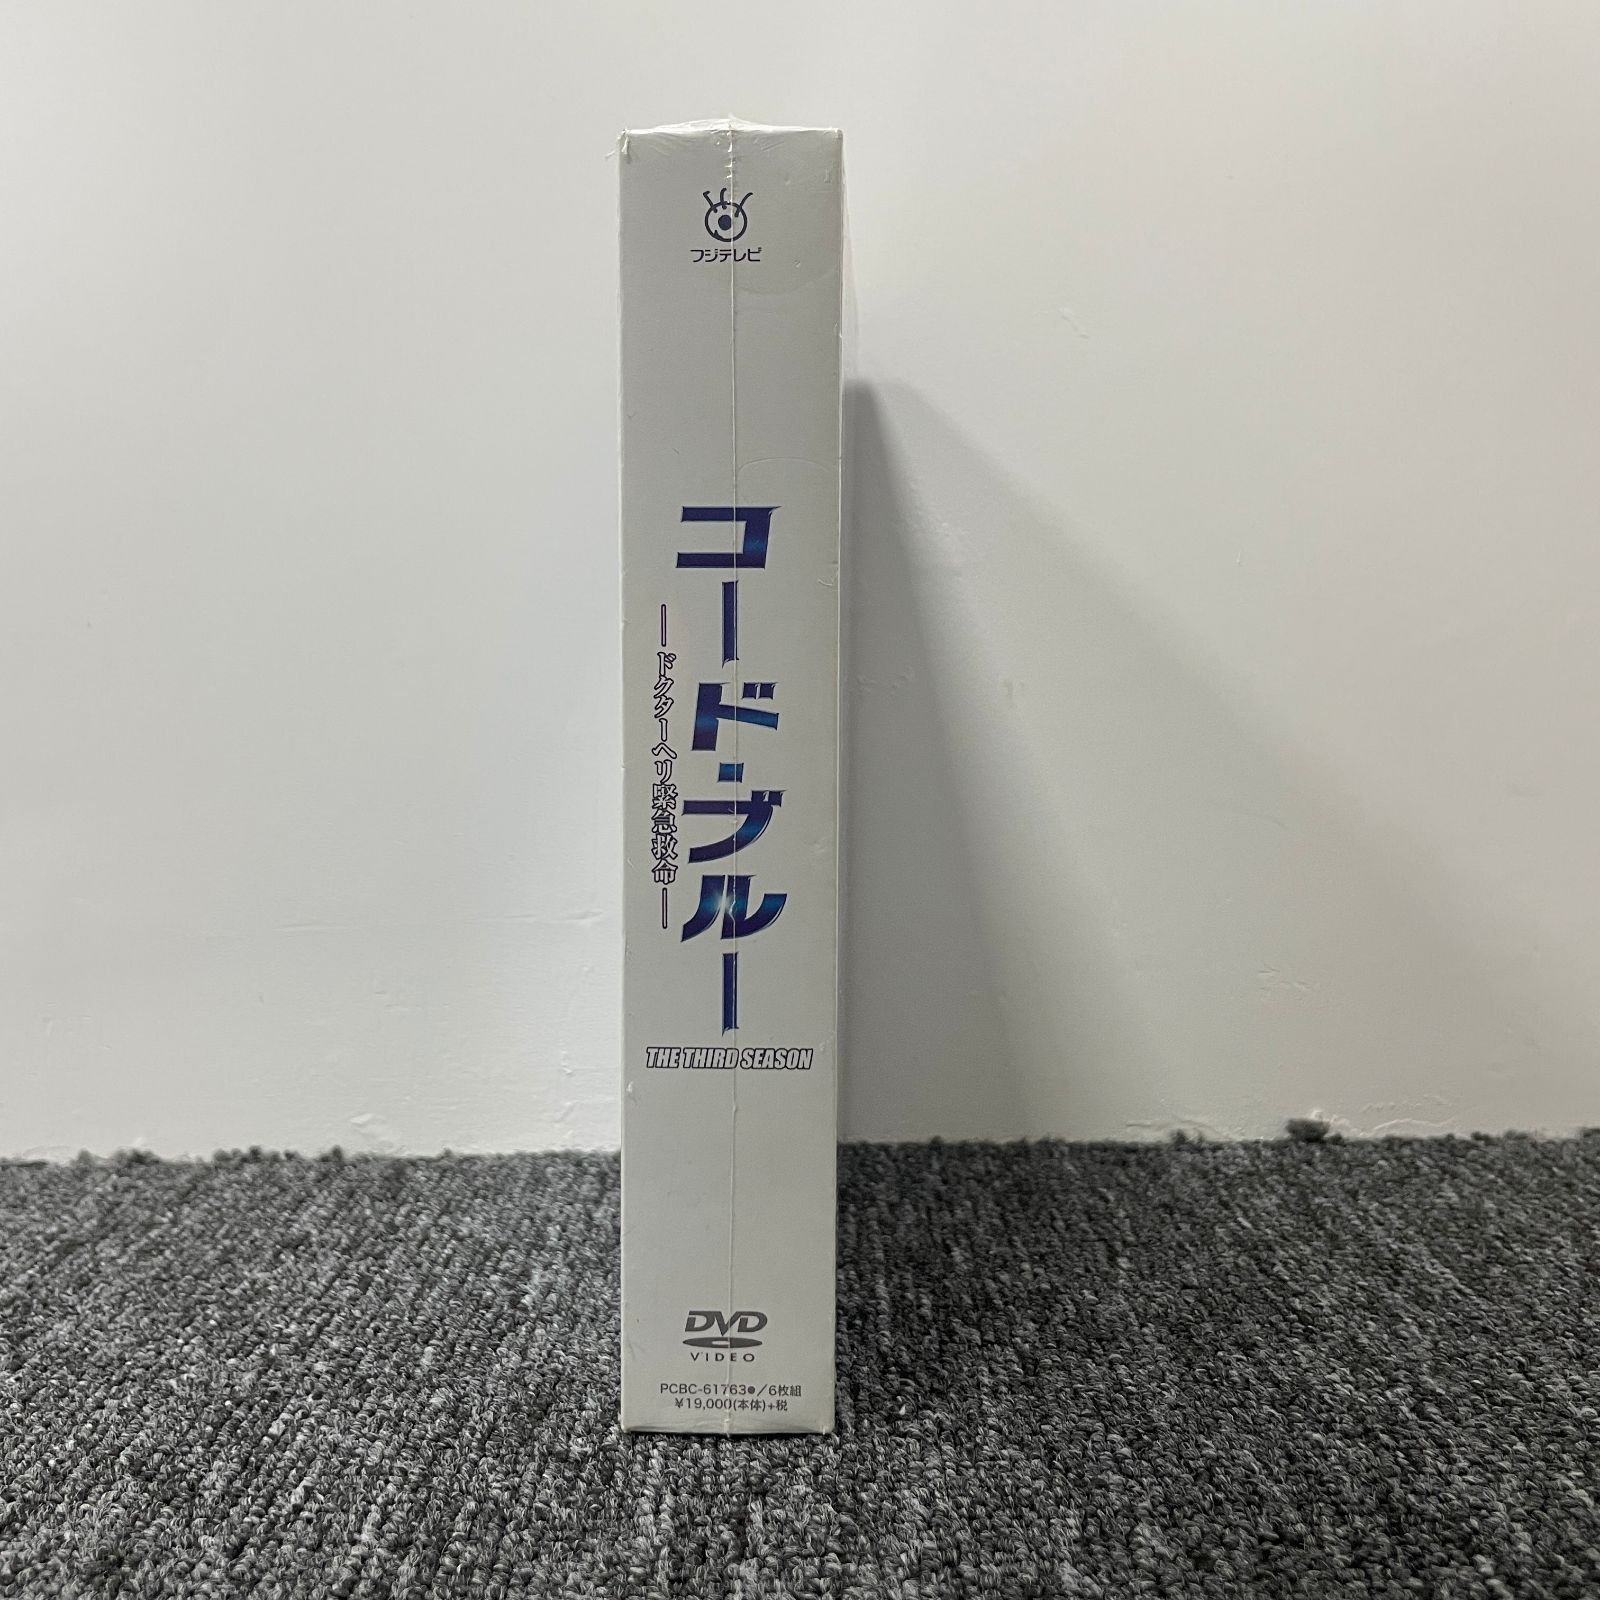 フジテレビ
コード・ブルー
―ドクターヘリ緊急救命―
THE THIRD SEASON
DVD
VIDEO
PCBC-61763●／6枚組
¥19,000(本体)+税